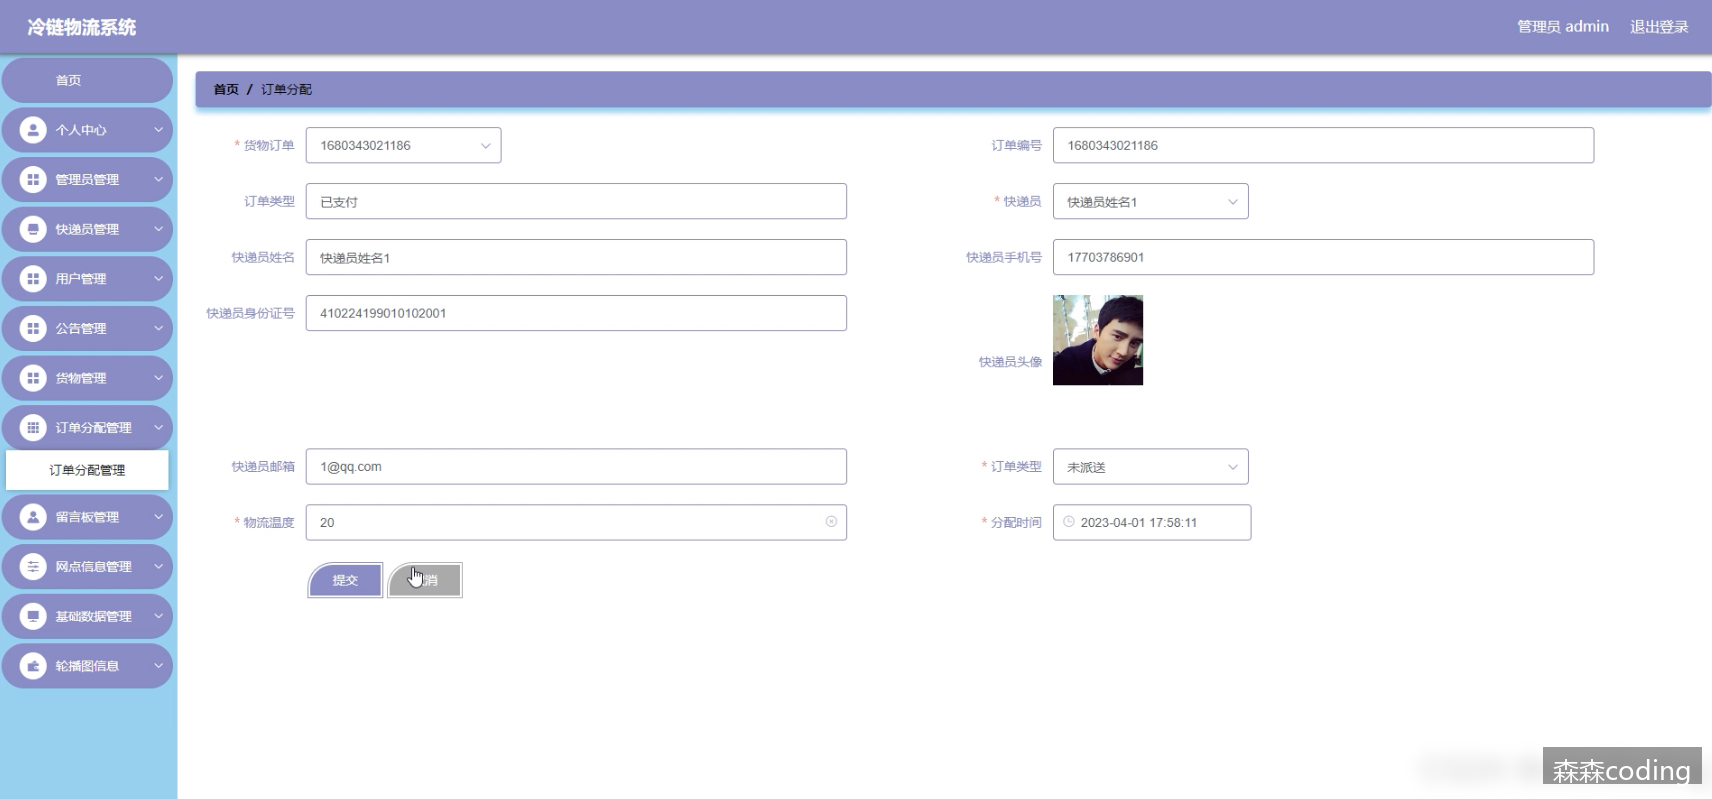 冷链物流系统
管理员 admin 退出登录
首页
个人中心
管理员管理
快递员管理
用户管理
公告管理
货物管理
订单分配管理
订单分配管理
留言板管理
网点信息管理
基础数据管理
轮播图信息
首页 / 订单分配
* 货物订单 1680343021186
订单编号 1680343021186
订单类型 已支付
* 快递员 快递员姓名1
快递员姓名 快递员姓名1
快递员手机号 17703786901
快递员身份证号 410224199010102001
快递员头像
快递员邮箱 1@qq.com
* 订单类型 未派送
* 物流温度 20
* 分配时间 2023-04-01 17:58:11
提交 消
森森coding